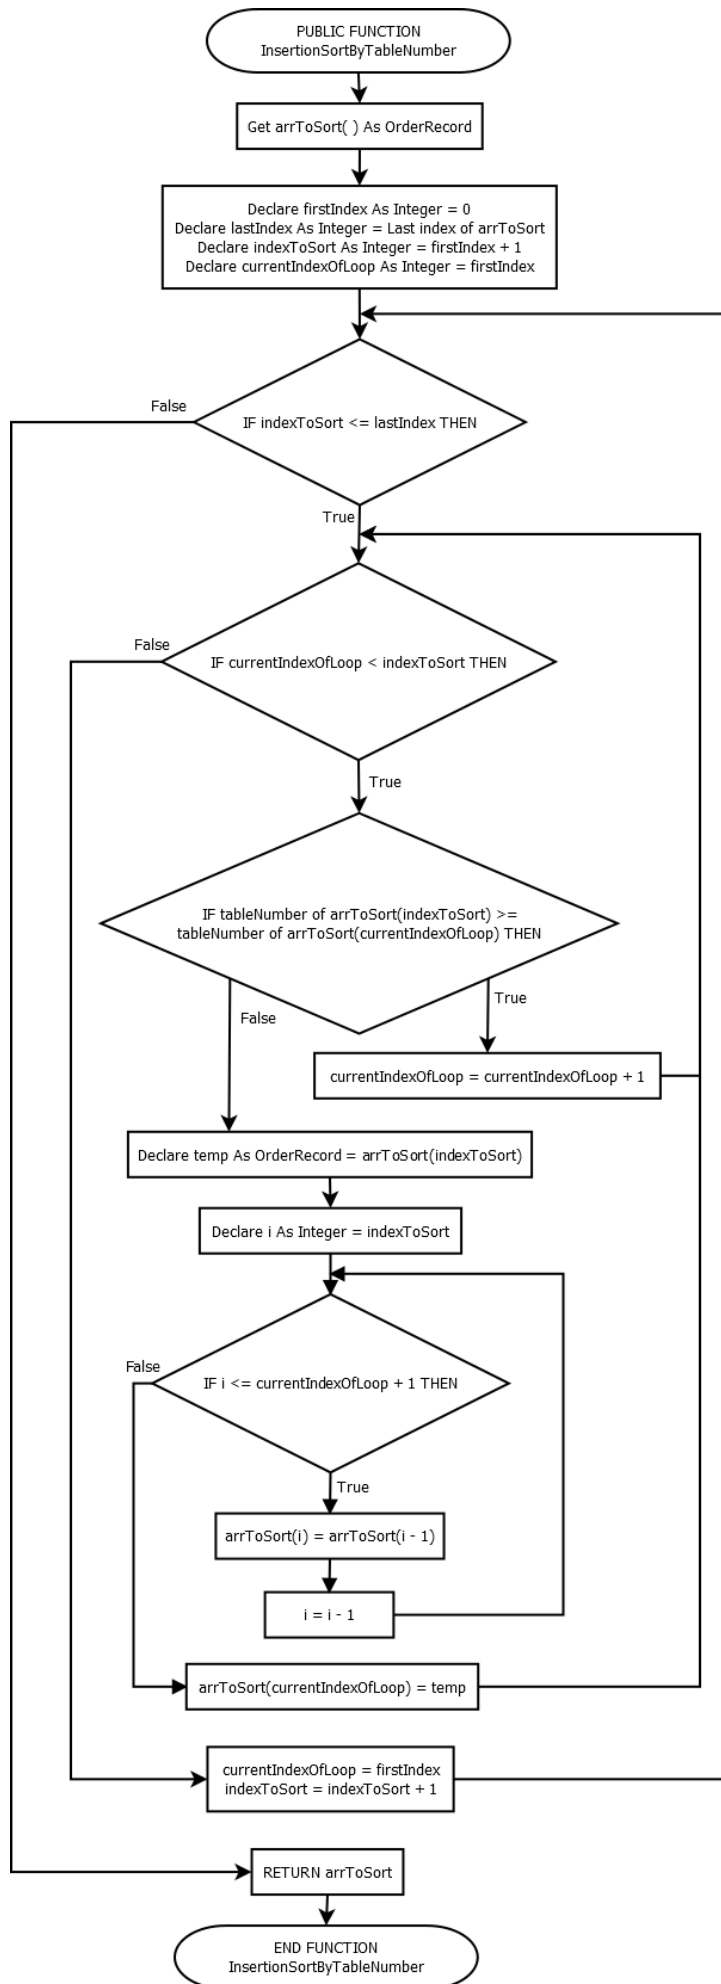 PUBLIC FUNCTION
InsertionSortByTableNumber
Get arrToSort( ) As OrderRecord
Declare firstIndex As Integer = 0
Declare lastIndex As Integer = Last index of arrToSort
Declare indexToSort As Integer = firstIndex + 1
Declare currentIndexOfLoop As Integer = firstIndex
False
IF indexToSort <= lastIndex THEN
True
False
IF currentIndexOfLoop < indexToSort THEN
True
IF tableNumber of arrToSort(indexToSort) >=
tableNumber of arrToSort(currentIndexOfLoop) THEN
True
False
currentIndexOfLoop = currentIndexOfLoop + 1
Declare temp As OrderRecord = arrToSort(indexToSort)
Declare i As Integer = indexToSort
False
IF i <= currentIndexOfLoop + 1 THEN
True
arrToSort(i) = arrToSort(i - 1)
i = i - 1
arrToSort(currentIndexOfLoop) = temp
currentIndexOfLoop = firstIndex
indexToSort = indexToSort + 1
RETURN arrToSort
END FUNCTION
InsertionSortByTableNumber